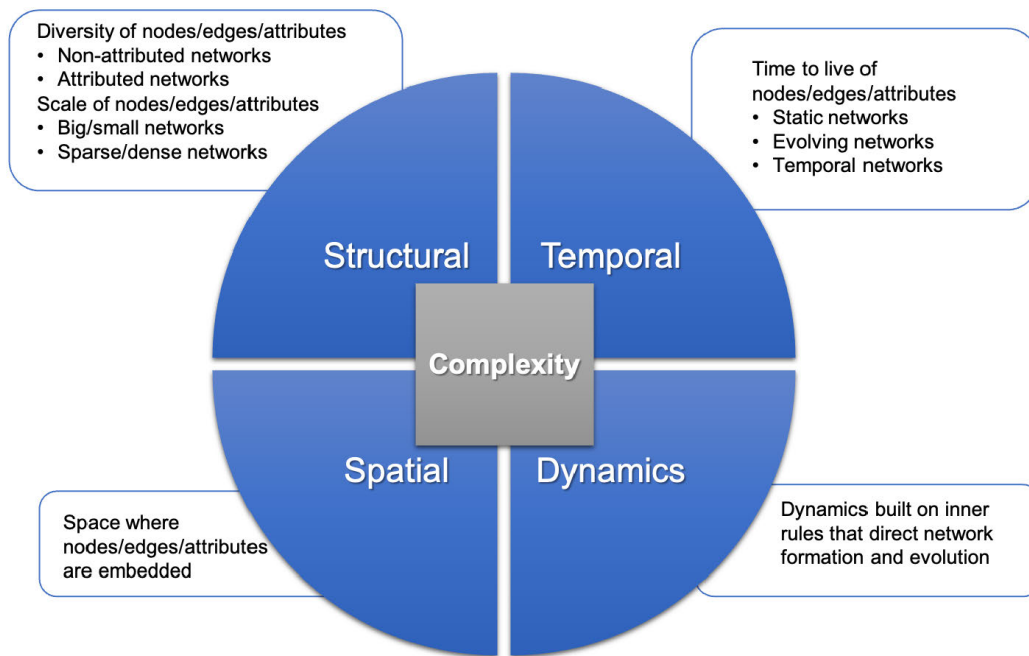 Diversity of nodes/edges/attributes
• Non-attributed networks
• Attributed networks
Scale of nodes/edges/attributes
• Big/small networks
• Sparse/dense networks
Time to live of
nodes/edges/attributes
• Static networks
• Evolving networks
• Temporal networks
Structural
Temporal
Complexity
Spatial
Dynamics
Space where
nodes/edges/attributes
are embedded
Dynamics built on inner
rules that direct network
formation and evolution